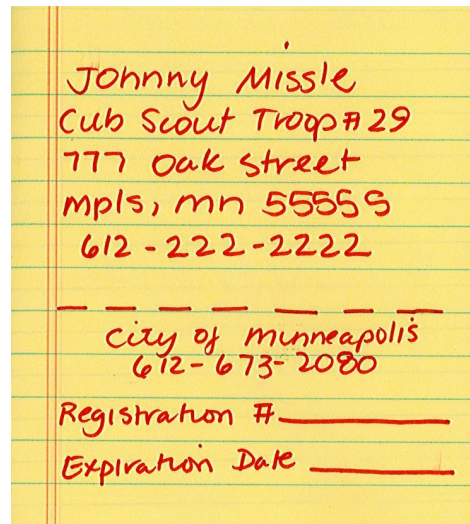 Johnny Missle
Cub Scout Troop # 29
777 Oak Street
mpls, mn 55555
612-222-2222
City of Minneapolis
612-673-2080
Registration #
Expiration Date